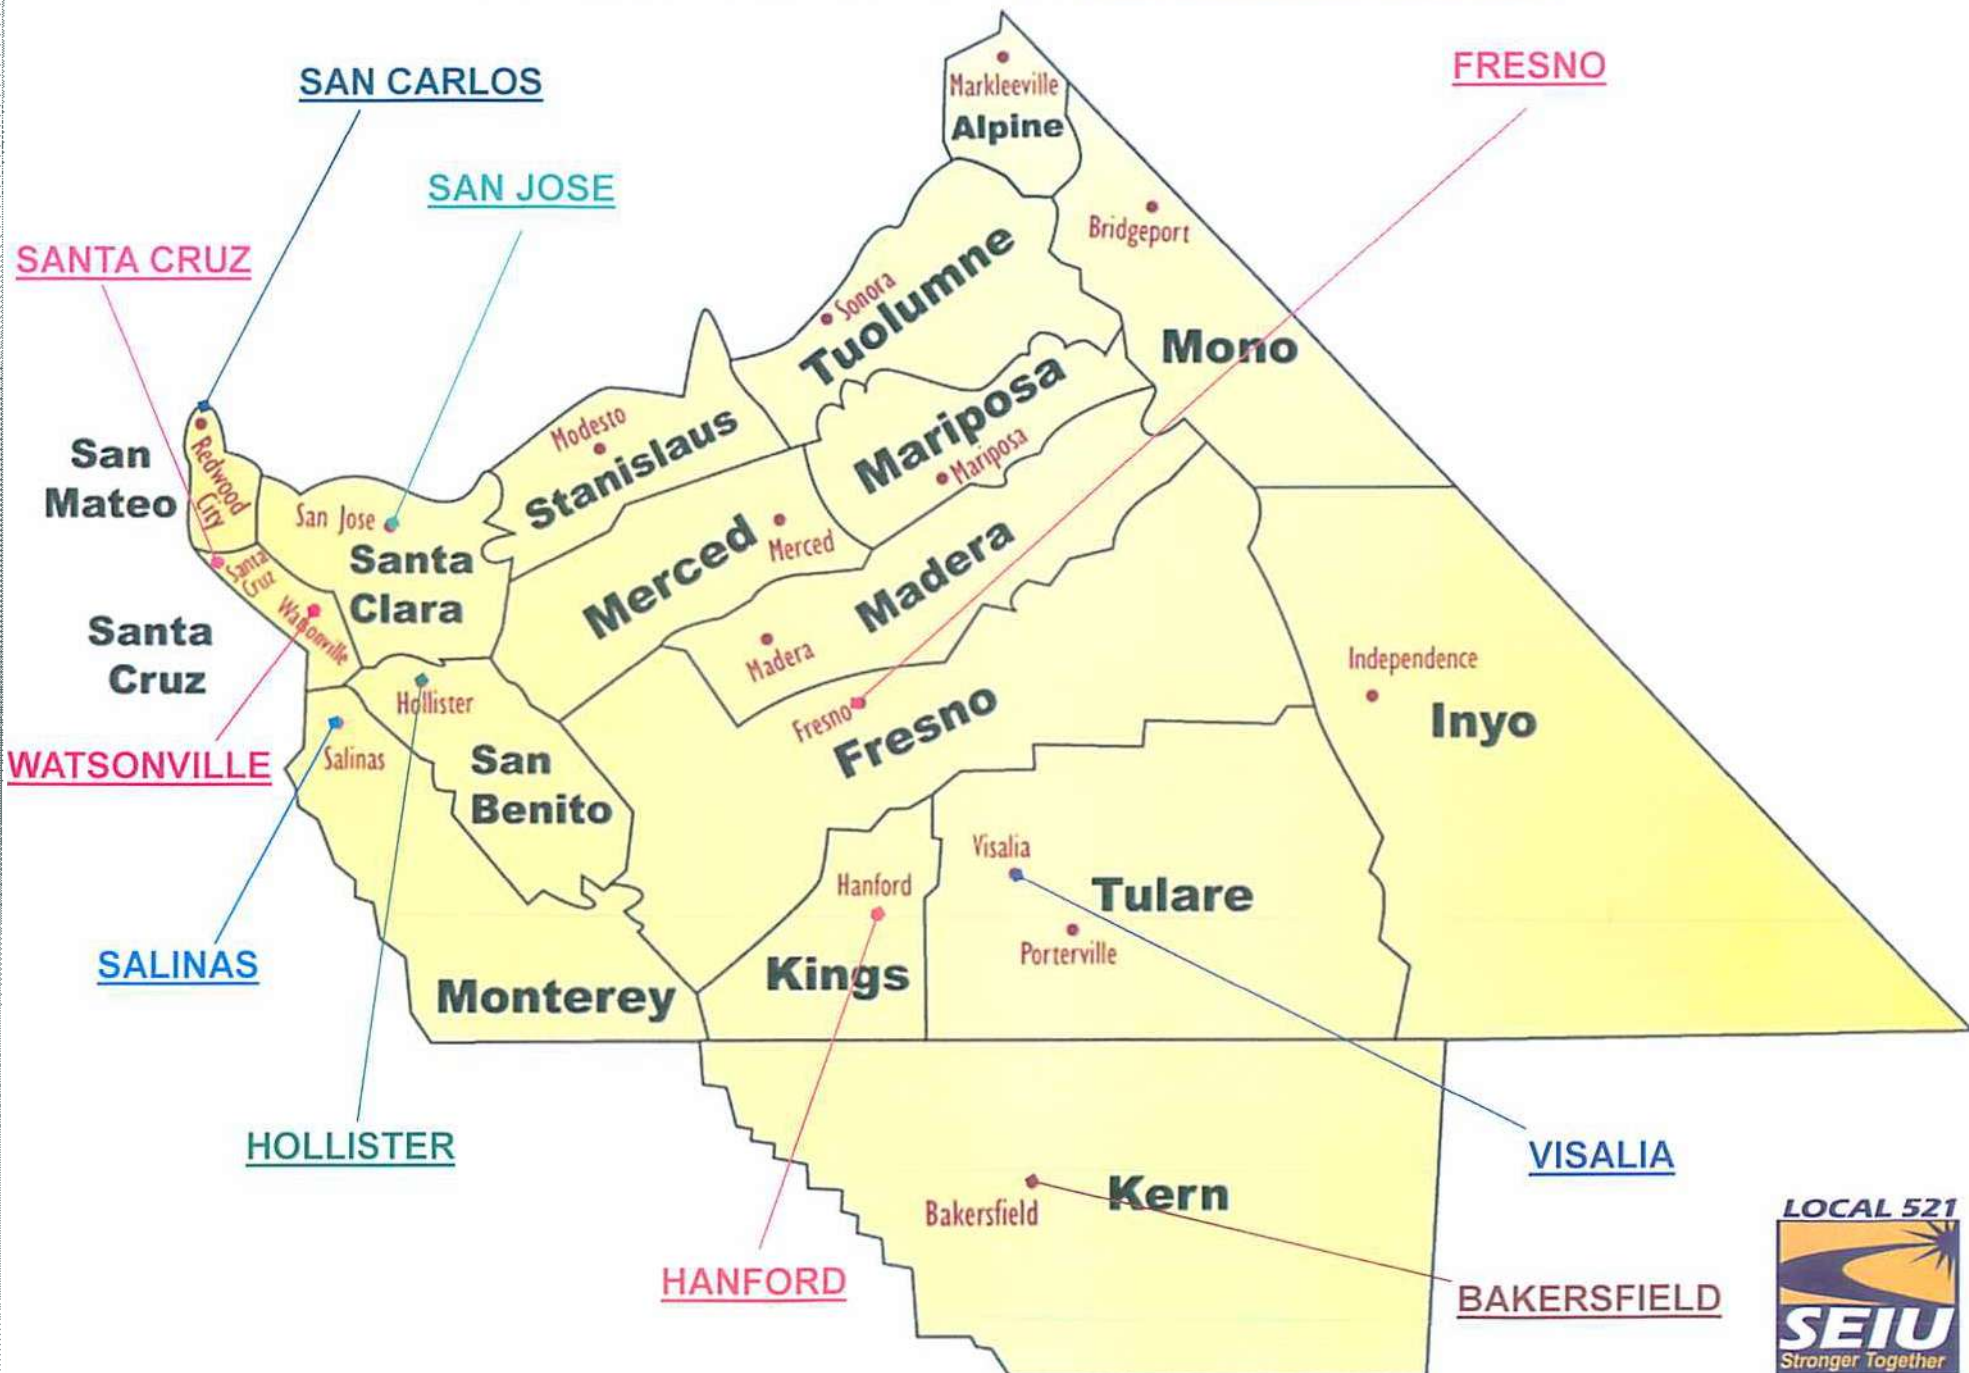 SAN CARLOS
FRESNO
Markleeville
Alpine
SAN JOSE
Bridgeport
SANTA CRUZ
Sonora
Tuolumne
Mono
Mariposa
Mariposa
Modesto
Stanislaus
San
Mateo
Redwood
City
San Jose
Santa
Clara
Merced
Merced
Madera
Madera
Santa
Cruz
Watsonville
Santa
Cruz
Independence
Inyo
Hollister
Fresno
Fresno
WATSONVILLE
Salinas
San
Benito
Visalia
Tulare
Hanford
Porterville
SALINAS
Kings
Monterey
HOLLISTER
VISALIA
Kern
Bakersfield
HANFORD
BAKERSFIELD
LOCAL 521
SEIU
Stronger Together